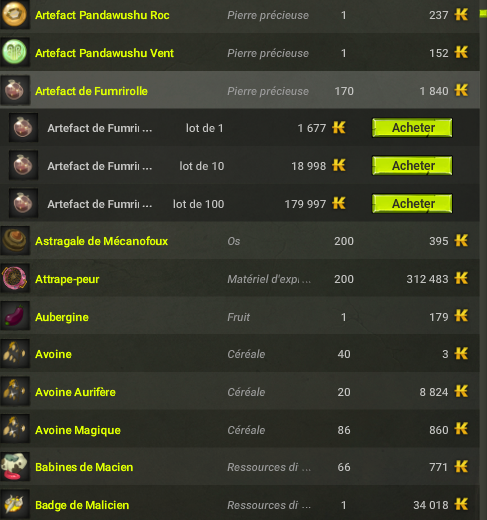 Artefact Pandawushu Roc Pierre précieuse 1 237
Artefact Pandawushu Vent Pierre précieuse 1 152
Artefact de Fumrirolle Pierre précieuse 170 1 840
Artefact de Fumri ... lot de 1 1 677 Acheter
Artefact de Fumri ... lot de 10 18 998 Acheter
Artefact de Fumri ... lot de 100 179 997 Acheter
Astragale de Mécanofoux Os 200 395
Attrape-peur Matériel d'expl ... 200 312 483
Aubergine Fruit 1 179
Avoine Céréale 40 3
Avoine Aurifère Céréale 20 8 824
Avoine Magique Céréale 86 860
Babines de Macien Ressources di ... 66 771
Badge de Malicien Ressources di ... 1 34 018